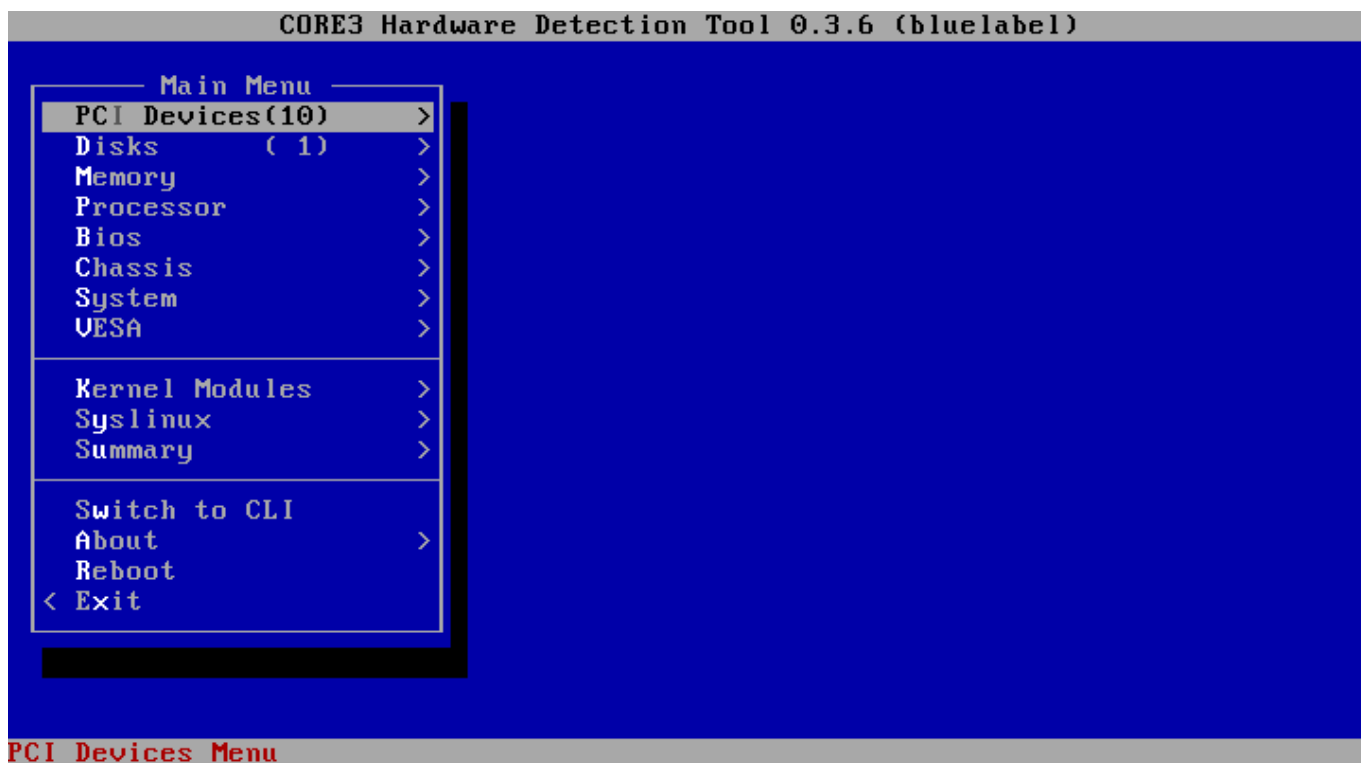 CORE3 Hardware Detection Tool 0.3.6 (bluelabel)
Main Menu
PCI Devices(10) >
Disks ( 1) >
Memory >
Processor >
Bios >
Chassis >
System >
VESA >
Kernel Modules >
Syslinux >
Summary >
Switch to CLI
About >
Reboot
< Exit
PCI Devices Menu